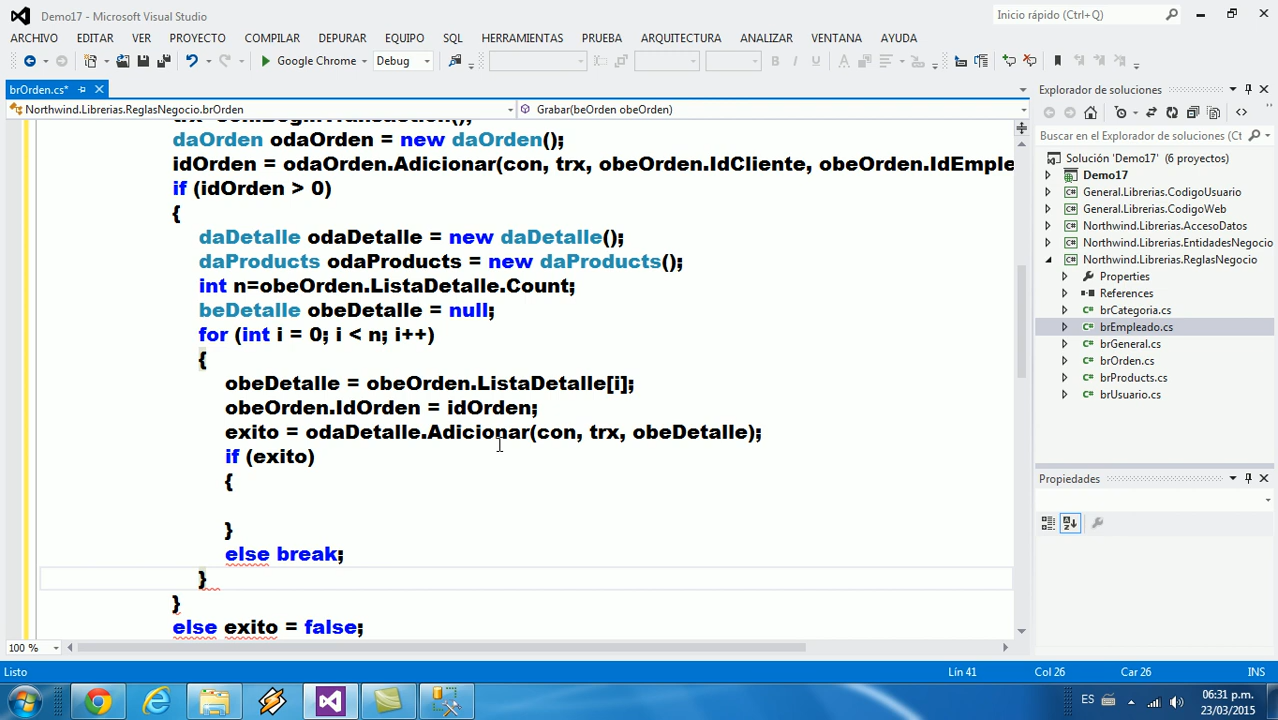 Demo17 - Microsoft Visual Studio
Inicio rápido (Ctrl+Q)
ARCHIVO EDITAR VER PROYECTO COMPILAR DEPURAR EQUIPO SQL HERRAMIENTAS PRUEBA ARQUITECTURA ANALIZAR VENTANA AYUDA
Google Chrome Debug
brOrden.cs*
Explorador de soluciones
Northwind.Librerias.ReglasNegocio.brOrden
Grabar(beOrden obeOrden)
Buscar en el Explorador de soluciones (Ct
daOrden odaOrden = new daOrden();
idOrden = odaOrden.Adicionar(con, trx, obeOrden.IdCliente, obeOrden.IdEmple
if (idOrden > 0)
{
daDetalle odaDetalle = new daDetalle();
daProducts odaProducts = new daProducts();
int n=obeOrden.ListaDetalle.Count;
beDetalle obeDetalle = null;
for (int i = 0; i < n; i++)
{
obeDetalle = obeOrden.ListaDetalle[i];
obeOrden.IdOrden = idOrden;
exito = odaDetalle.Adicionar(con, trx, obeDetalle);
if (exito)
{
}
else break;
}
}
else exito = false;
Solución 'Demo17' (6 proyectos)
Demo17
General.Librerias.CodigoUsuario
General.Librerias.CodigoWeb
Northwind.Librerias.AccesoDatos
Northwind.Librerias.EntidadesNegocio
Northwind.Librerias.ReglasNegocio
Properties
References
brCategoria.cs
brEmpleado.cs
brGeneral.cs
brOrden.cs
brProducts.cs
brUsuario.cs
Propiedades
100 %
Listo
Lín 41
Col 26
Car 26
INS
ES
06:31 p.m.
23/03/2015